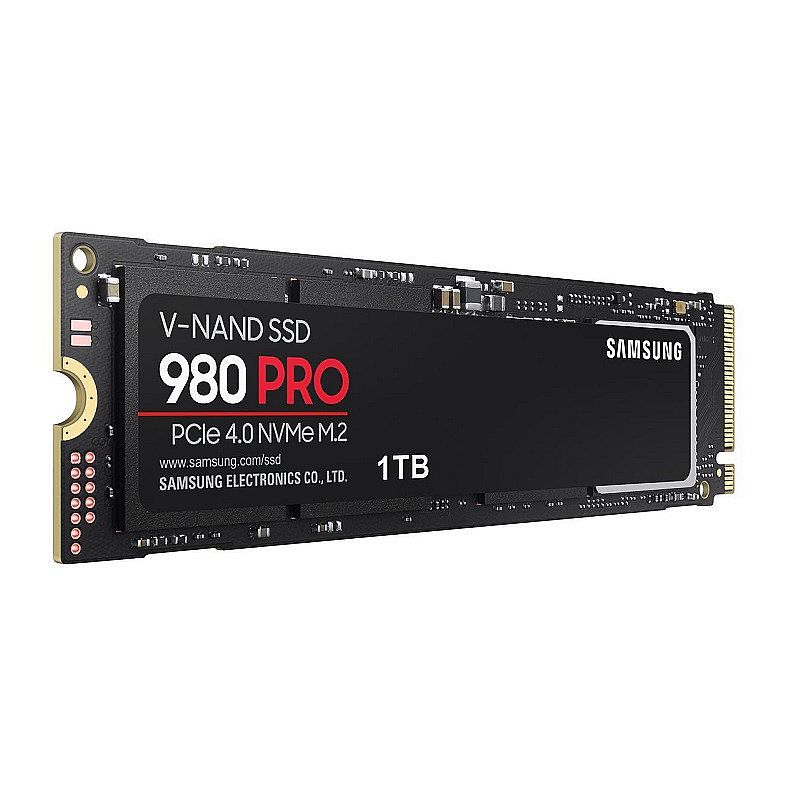 V-NAND SSD
980 PRO
PCIe 4.0 NVMe M.2
www.samsung.com/ssd
SAMSUNG ELECTRONICS CO., LTD.
1TB
SAMSUNG